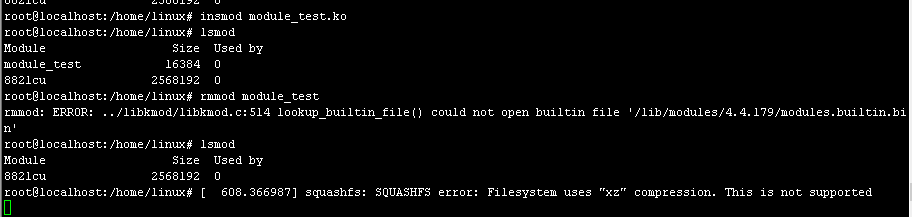 8821cu 2568192 0
root@localhost:/home/linux# insmod module_test.ko
root@localhost:/home/linux# lsmod
Module Size Used by
module_test 16384 0
8821cu 2568192 0
root@localhost:/home/linux# rmmod module_test
rmmod: ERROR: ../libkmod/libkmod.c:514 lookup_builtin_file() could not open builtin file '/lib/modules/4.4.179/modules.builtin.bi
n'
root@localhost:/home/linux# lsmod
Module Size Used by
8821cu 2568192 0
root@localhost:/home/linux# [ 608.366987] squashfs: SQUASHFS error: Filesystem uses "xz" compression. This is not supported